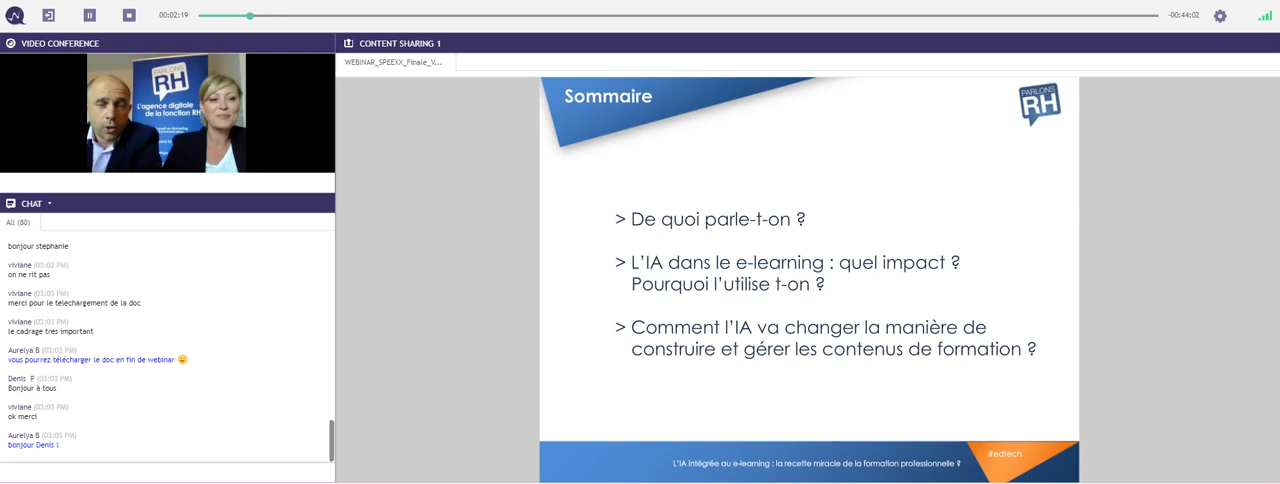 00:02:19
-00:44:02
VIDEO CONFERENCE
CONTENT SHARING 1
WEBINAR_SPEEXX_Finale_V...
PARLONS
RH
L'agence digitale
de la fonction RH
CHAT
All (80)
bonjour stephanie
viviane (03:02 PM)
on ne rit pas
viviane (03:03 PM)
merci pour le telechargement de la doc
viviane (03:03 PM)
le cadrage tres important
Aurelya B (03:03 PM)
vous pourrez télécharger le doc en fin de webinar
Denis P (03:03 PM)
Bonjour à tous
viviane (03:03 PM)
ok merci
Aurelya B (03:03 PM)
bonjour Denis !
Sommaire
PARLONS
RH
> De quoi parle-t-on ?
> L'IA dans le e-learning : quel impact ?
Pourquoi l'utilise t-on ?
> Comment l'IA va changer la manière de
construire et gérer les contenus de formation ?
L'IA intégrée au e-learning : la recette miracle de la formation professionnelle ?
#edtech